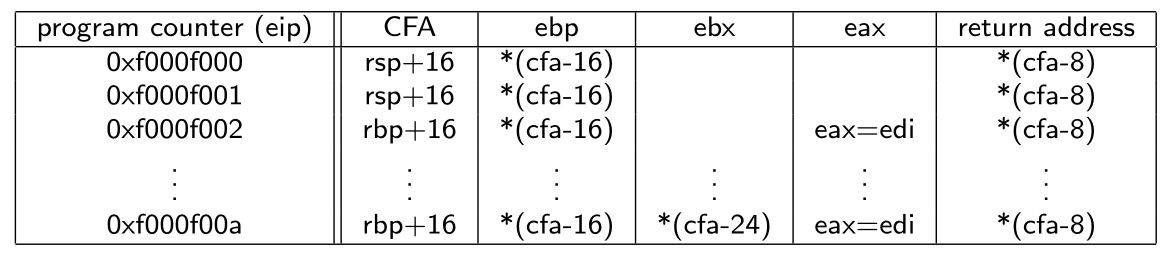 program counter (eip) CFA ebp ebx eax return address
0xf000f000 rsp+16 *(cfa-16) *(cfa-8)
0xf000f001 rsp+16 *(cfa-16) *(cfa-8)
0xf000f002 rbp+16 *(cfa-16) eax=edi *(cfa-8)
⋮ ⋮ ⋮ ⋮ ⋮ ⋮
0xf000f00a rbp+16 *(cfa-16) *(cfa-24) eax=edi *(cfa-8)